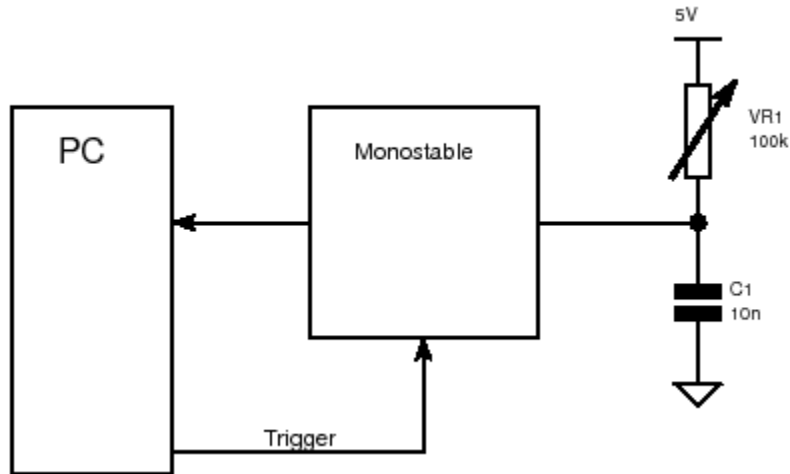 5V
PC
Monostable
VR1
100k
C1
10n
Trigger